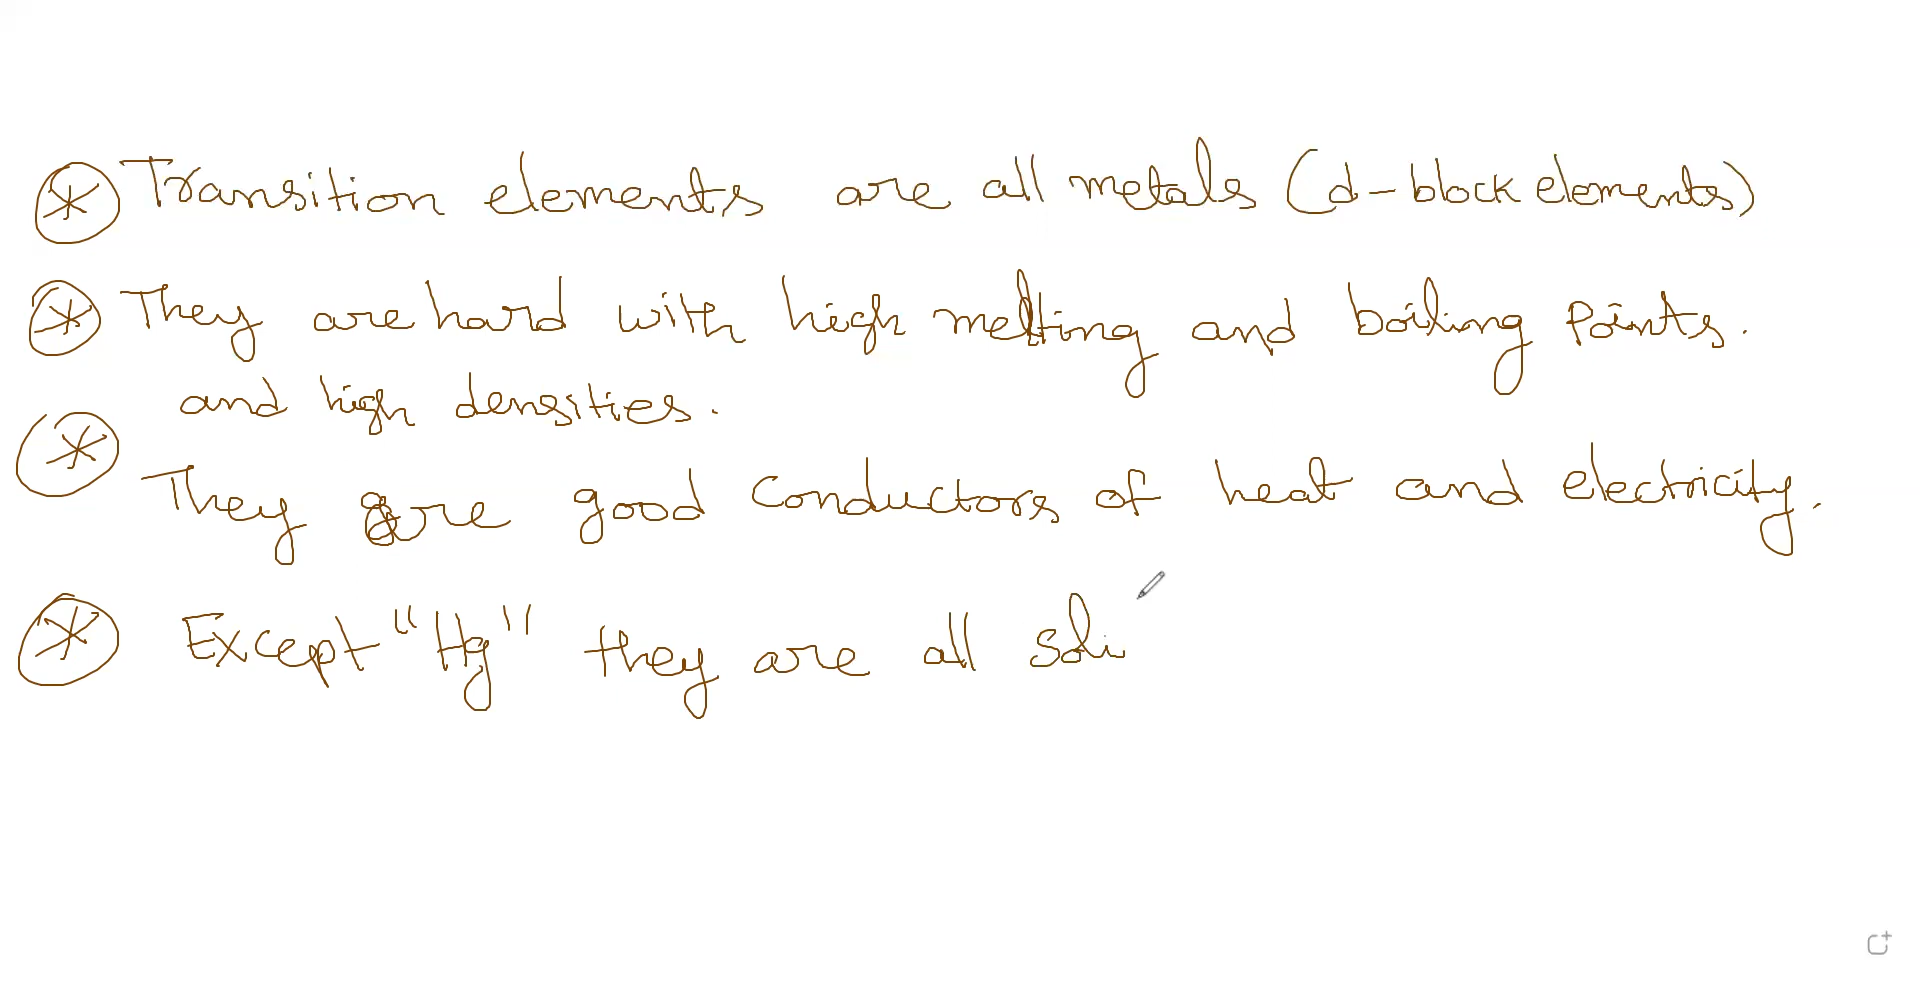 Transition elements are all metals (d-block elements)
They are hard with high melting and boiling points.
and high densities.
They are good conductors of heat and electricity.
Except "Hg" they are all soli